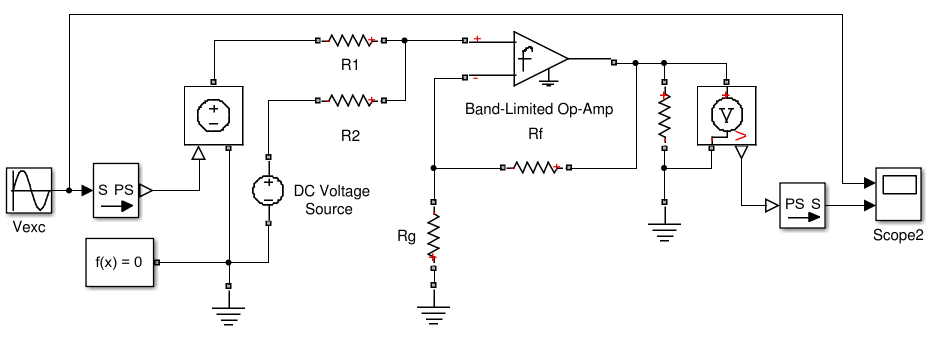 R1
R2
+
-
f
Band-Limited Op-Amp
Rf
+
-
V
S PS
Vexc
DC Voltage
Source
+
-
Rg
f(x) = 0
PS S
Scope2